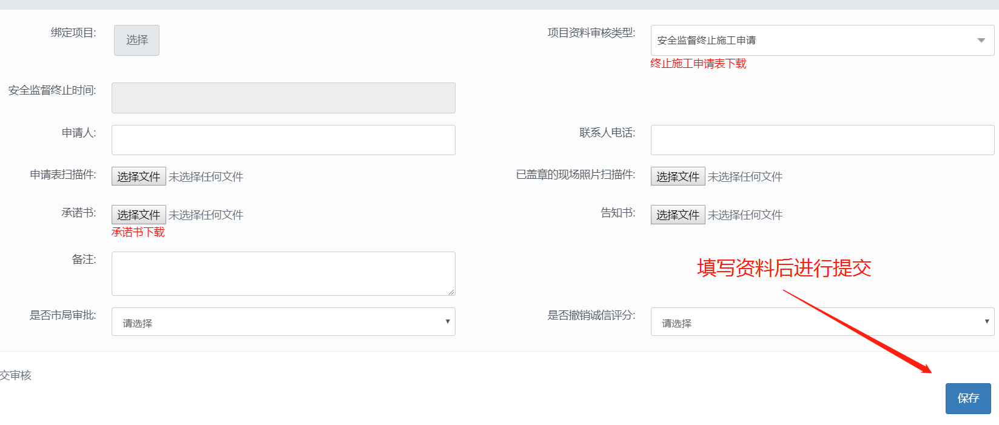 绑定项目:
选择
项目资料审核类型:
安全监督终止施工申请
终止施工申请表下载
安全监督终止时间:
申请人:
联系人电话:
申请表扫描件:
选择文件 未选择任何文件
已盖章的现场照片扫描件:
选择文件 未选择任何文件
承诺书:
选择文件 未选择任何文件
承诺书下载
告知书:
选择文件 未选择任何文件
备注:
填写资料后进行提交
是否市局审批:
请选择
是否撤销诚信评分:
请选择
交审核
保存